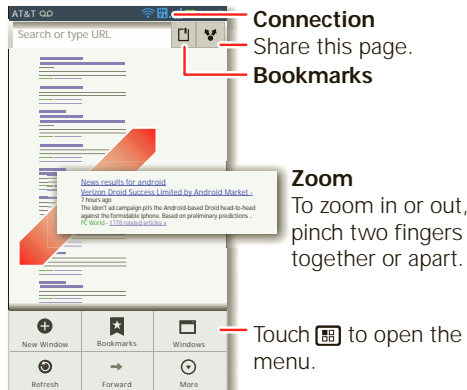 AT&T
Connection
Search or type URL
Share this page.
Bookmarks
News results for android
Verizon Droid Success Limited by Android Market -
7 hours ago
The idon't ad campaign pits the Android-based Droid head-to-head
against the formidable iphone. Based on preliminary predictions ..
PC World - 1778 related articles »
Zoom
To zoom in or out,
pinch two fingers
together or apart.
New Window
Bookmarks
Windows
Touch to open the
menu.
Refresh
Forward
More